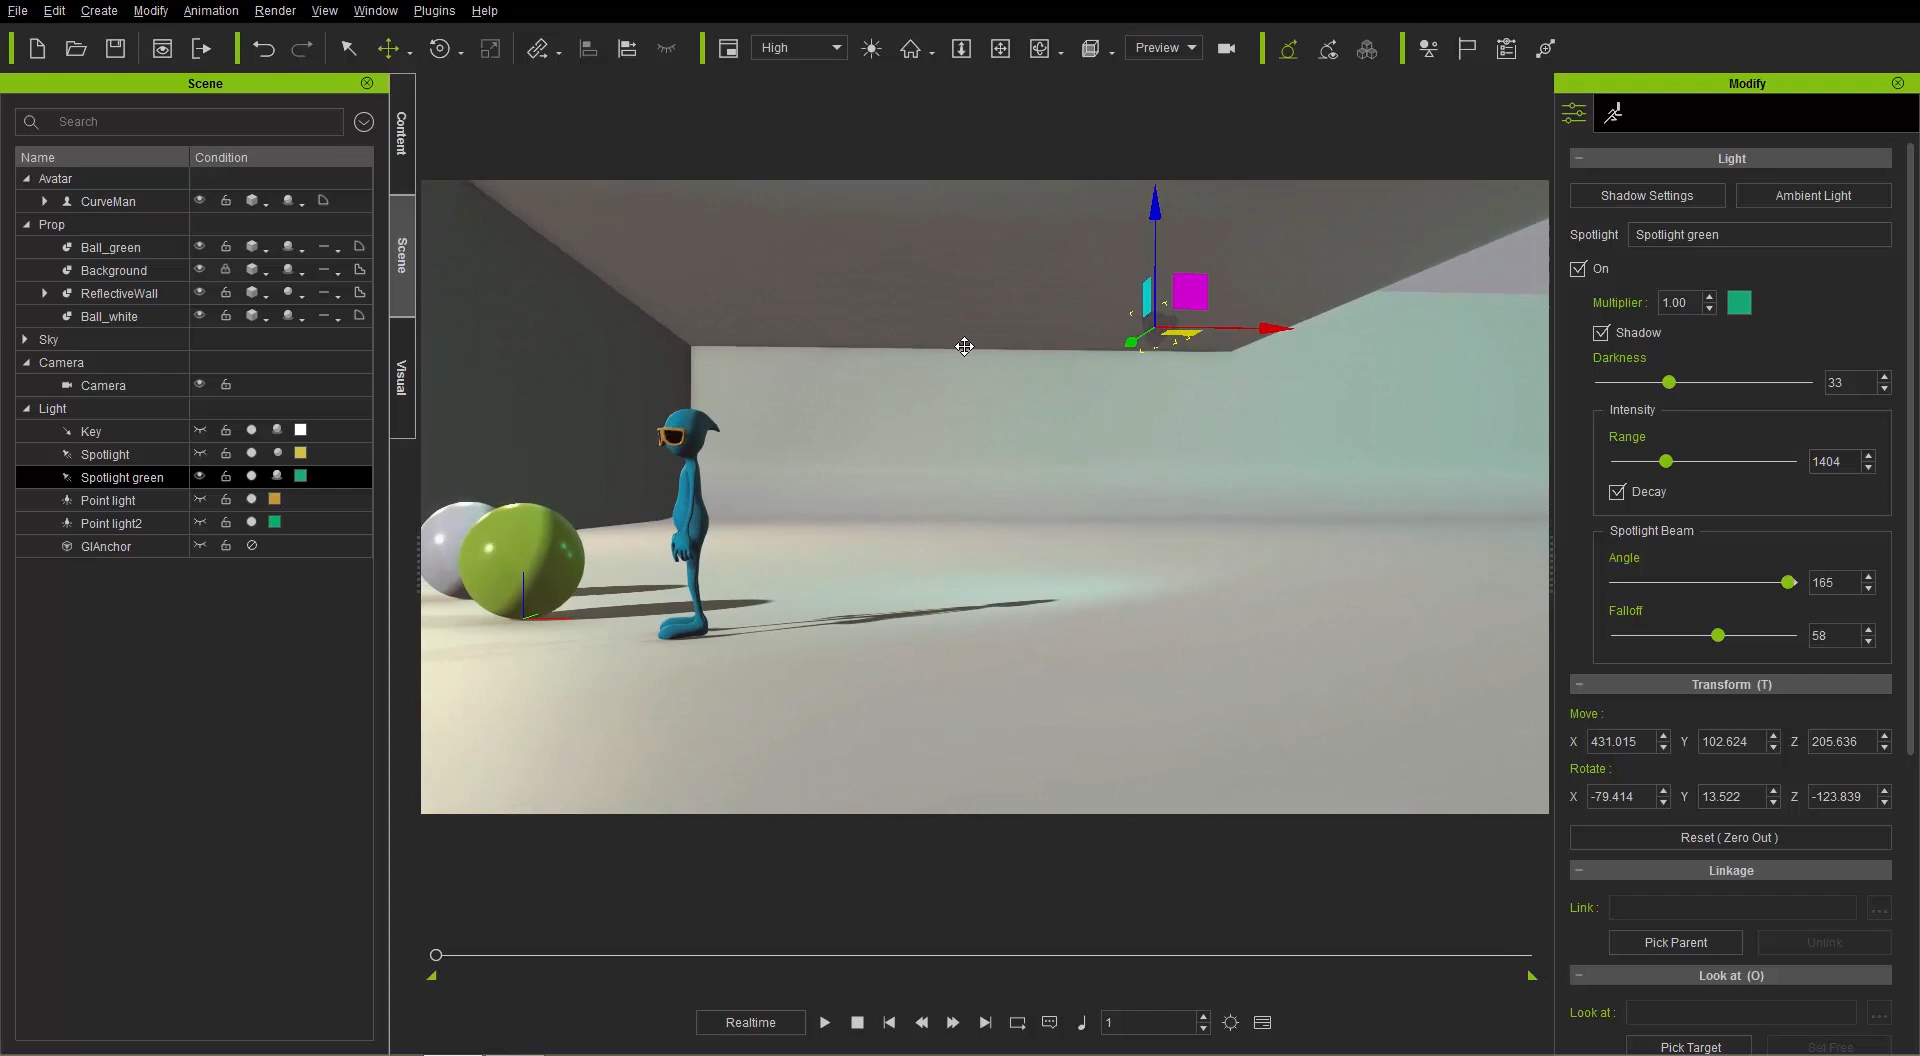 File Edit Create Modify Animation Render View Window Plugins Help
High
Preview
Scene
Search
Name Condition
Avatar
CurveMan
Prop
Ball_green
Background
ReflectiveWall
Ball_white
Sky
Camera
Camera
Light
Key
Spotlight
Spotlight green
Point light
Point light2
GIAnchor
Content
Scene
Visual
Realtime
1
Modify
Light
Shadow Settings Ambient Light
Spotlight Spotlight green
On
Multiplier : 1.00
Shadow
Darkness
33
Intensity
Range
1404
Decay
Spotlight Beam
Angle
165
Falloff
58
Transform (T)
Move :
X 431.015 Y 102.624 Z 205.636
Rotate :
X -79.414 Y 13.522 Z -123.839
Reset ( Zero Out )
Linkage
Link : ...
Pick Parent Unlink
Look at (O)
Look at : ...
Pick Target Set Free